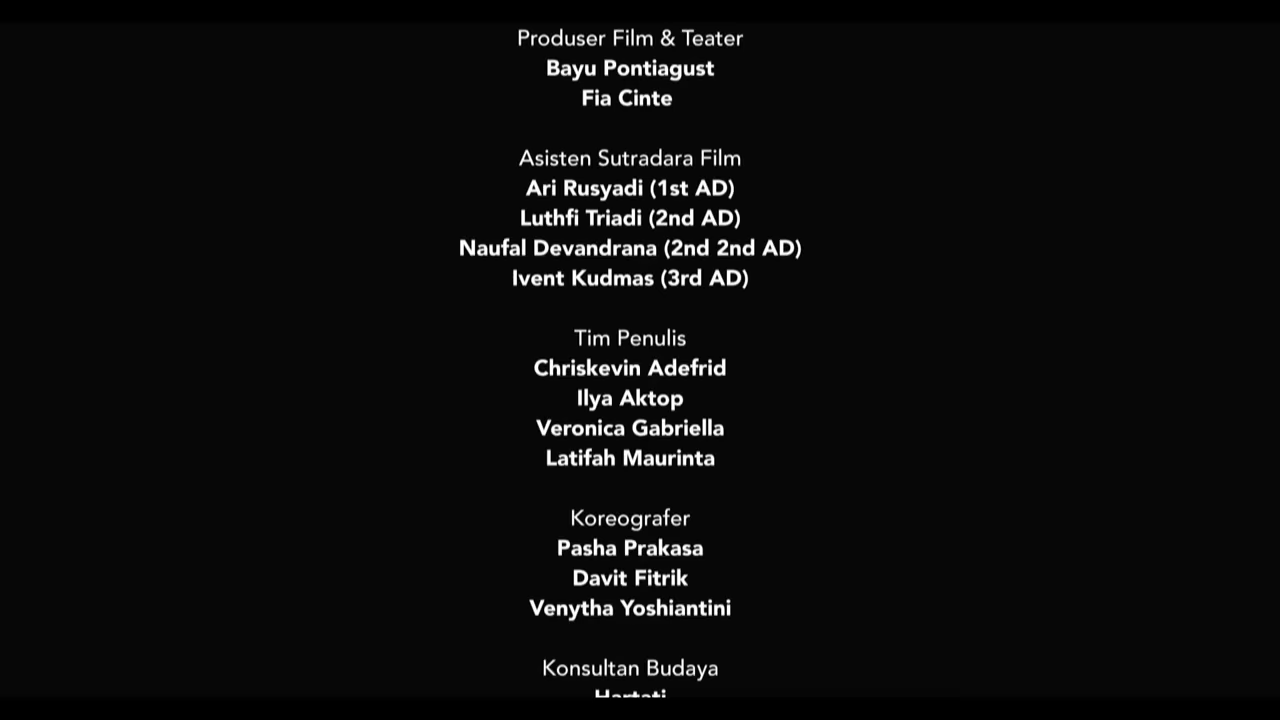 Produser Film & Teater
Bayu Pontiagust
Fia Cinte
Asisten Sutradara Film
Ari Rusyadi (1st AD)
Luthfi Triadi (2nd AD)
Naufal Devandrana (2nd 2nd AD)
Ivent Kudmas (3rd AD)
Tim Penulis
Chriskevin Adefrid
Ilya Aktop
Veronica Gabriella
Latifah Maurinta
Koreografer
Pasha Prakasa
Davit Fitrik
Venytha Yoshiantini
Konsultan Budaya